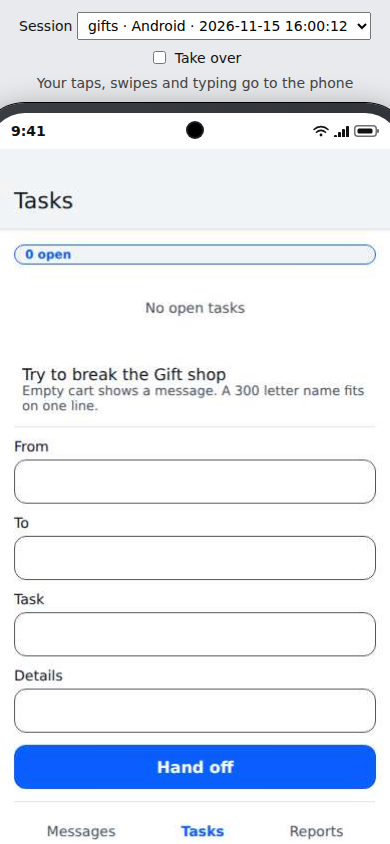 Session gifts · Android · 2026-11-15 16:00:12
Take over
Your taps, swipes and typing go to the phone
9:41
Tasks
0 open
No open tasks
Try to break the Gift shop
Empty cart shows a message. A 300 letter name fits
on one line.
From
To
Task
Details
Hand off
Messages Tasks Reports